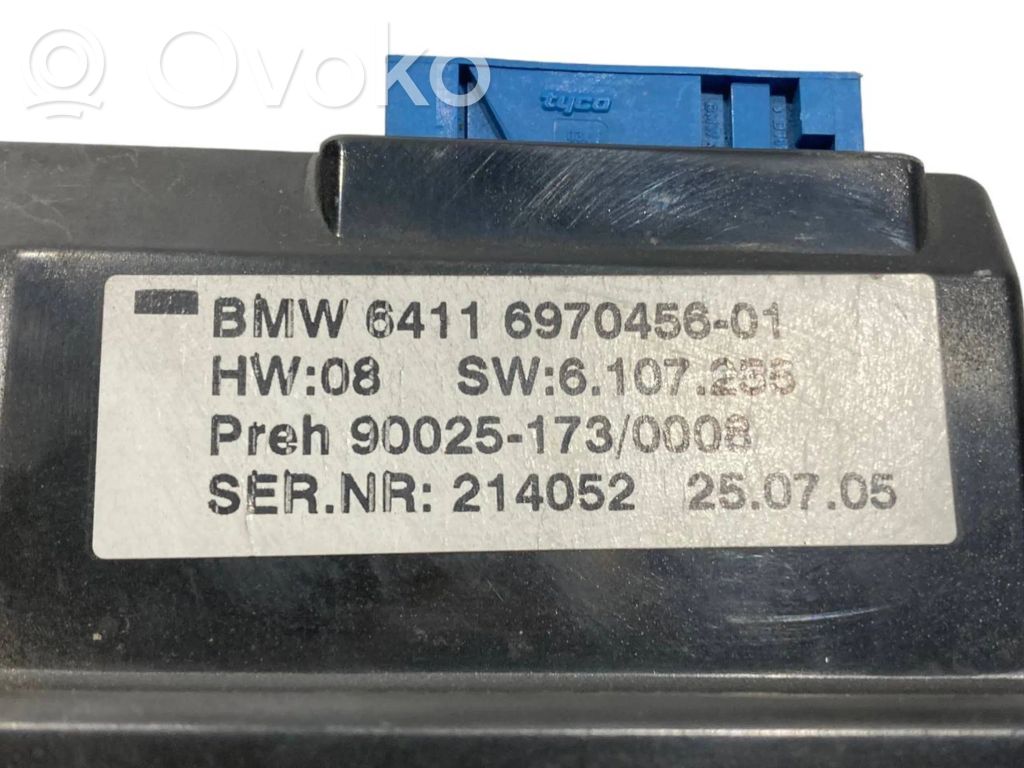 Ovoko
tyco
03
BMW 6411 6970456-01
HW:08 SW:6.107.255
Preh 90025-173/0008
SER.NR: 214052 25.07.05